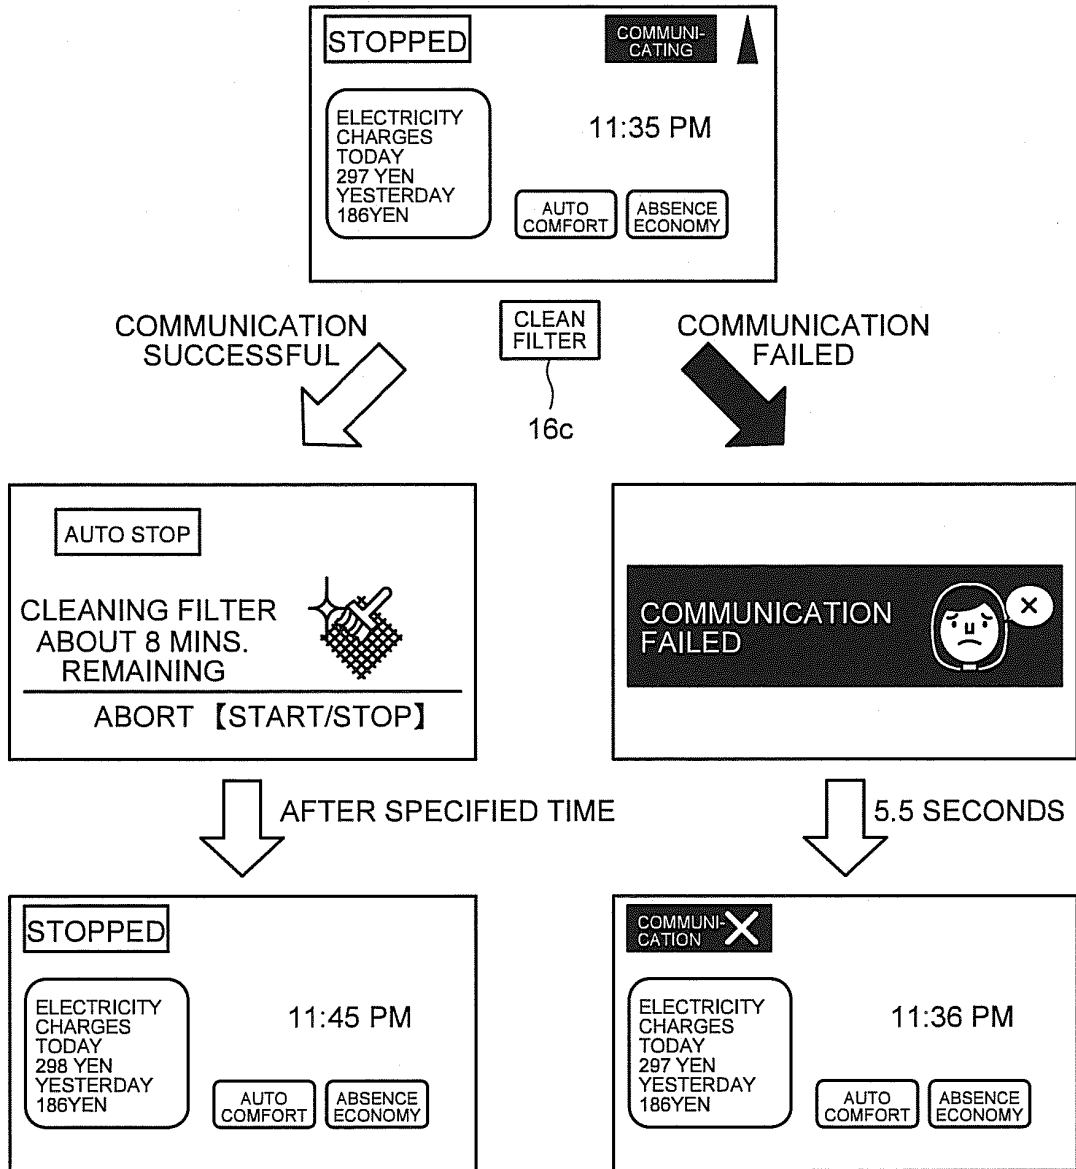 STOPPED
COMMUNI-
CATING
ELECTRICITY
CHARGES
TODAY
297 YEN
YESTERDAY
186YEN
11:35 PM
AUTO
COMFORT
ABSENCE
ECONOMY
COMMUNICATION
SUCCESSFUL
CLEAN
FILTER
16c
COMMUNICATION
FAILED
AUTO STOP
CLEANING FILTER
ABOUT 8 MINS.
REMAINING
ABORT 【START/STOP】
COMMUNICATION
FAILED
AFTER SPECIFIED TIME
5.5 SECONDS
STOPPED
ELECTRICITY
CHARGES
TODAY
298 YEN
YESTERDAY
186YEN
11:45 PM
AUTO
COMFORT
ABSENCE
ECONOMY
COMMUNI-
CATION
ELECTRICITY
CHARGES
TODAY
297 YEN
YESTERDAY
186YEN
11:36 PM
AUTO
COMFORT
ABSENCE
ECONOMY